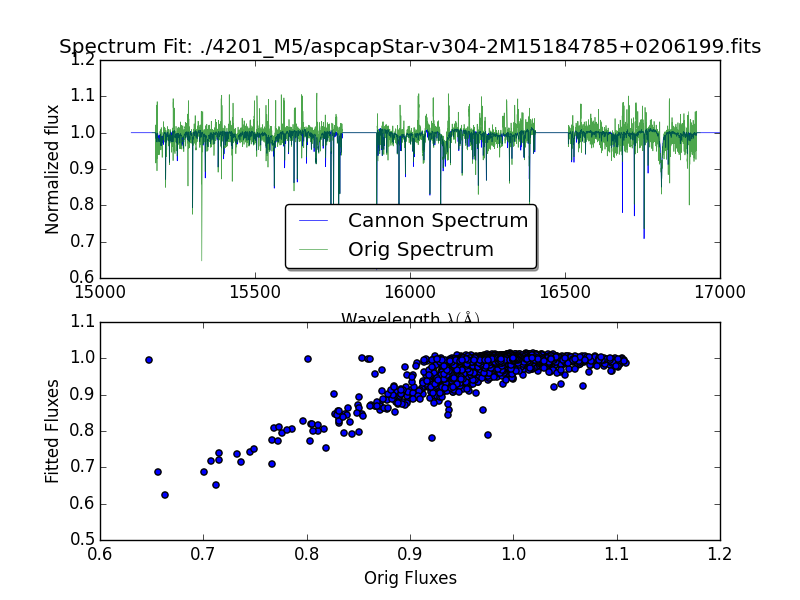 Spectrum Fit: ./4201_M5/aspcapStar-v304-2M15184785+0206199.fits
1.2
1.1
1.0
0.9
0.8
0.7
0.6
Normalized flux
Cannon Spectrum
Orig Spectrum
15000 15500 16000 16500 17000
Wavelength λ(Å)
1.1
1.0
0.9
0.8
0.7
0.6
0.5
Fitted Fluxes
0.6 0.7 0.8 0.9 1.0 1.1 1.2
Orig Fluxes